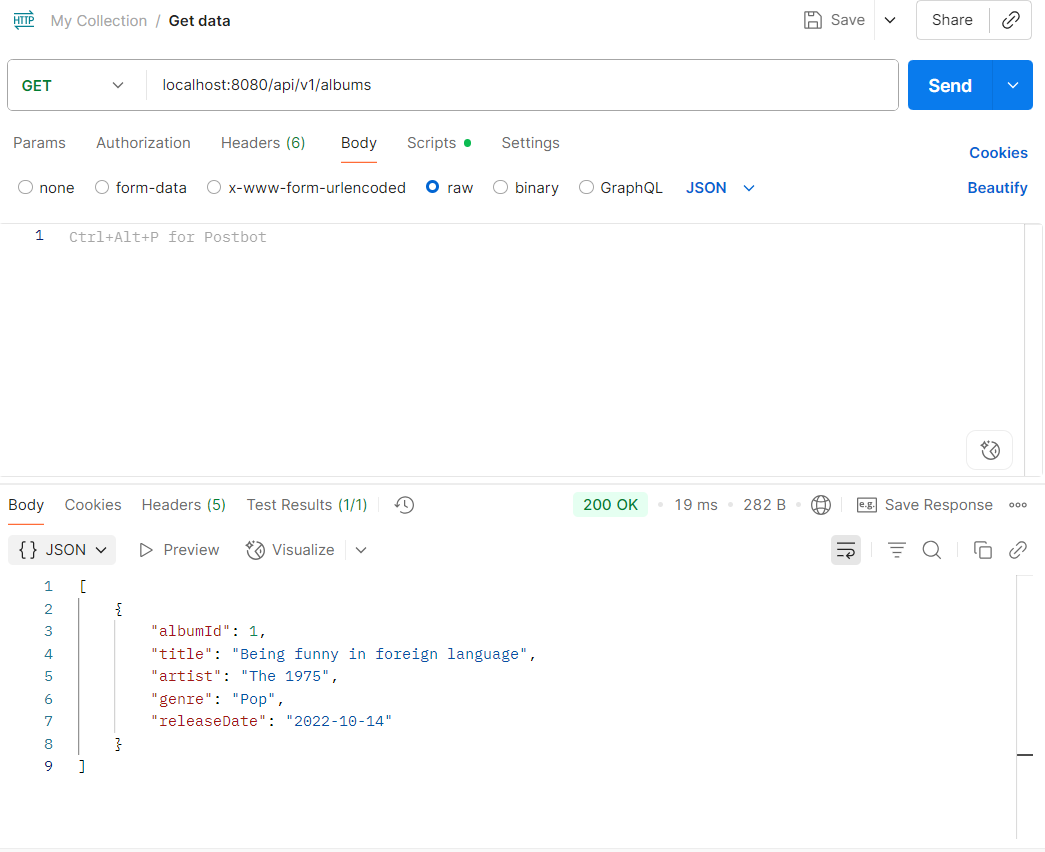 HTTP My Collection / Get data Save Share
GET localhost:8080/api/v1/albums Send
Params Authorization Headers (6) Body Scripts Settings Cookies
none form-data x-www-form-urlencoded raw binary GraphQL JSON Beautify
1 Ctrl+Alt+P for Postbot
Body Cookies Headers (5) Test Results (1/1) 200 OK 19 ms 282 B e.g. Save Response
{} JSON Preview Visualize
1 [
2 {
3 "albumId": 1,
4 "title": "Being funny in foreign language",
5 "artist": "The 1975",
6 "genre": "Pop",
7 "releaseDate": "2022-10-14"
8 }
9 ]